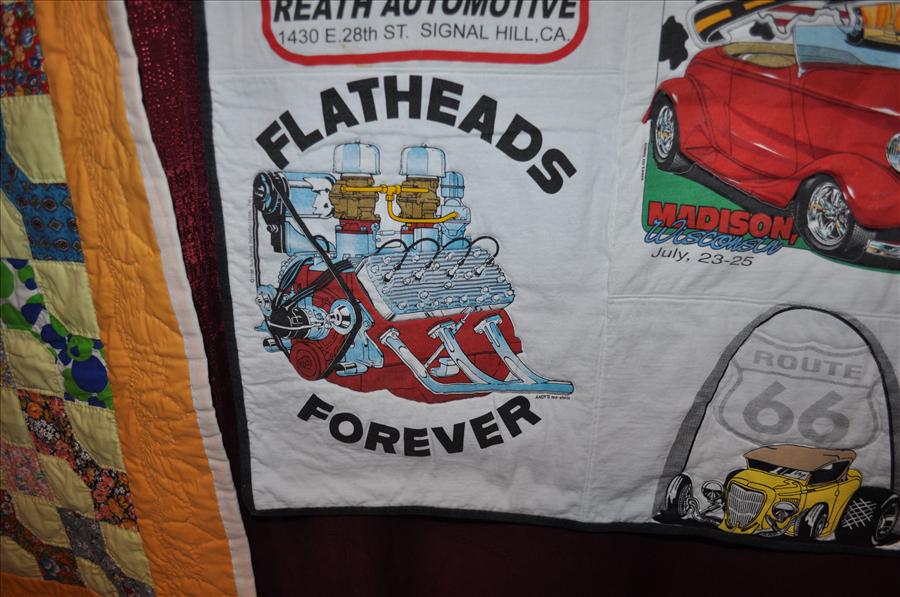 REATH AUTOMOTIVE
1430 E.28th ST. SIGNAL HILL,CA.
FLATHEADS
FOREVER
MADISON,
Wisconsin
July, 23-25
ROUTE
66